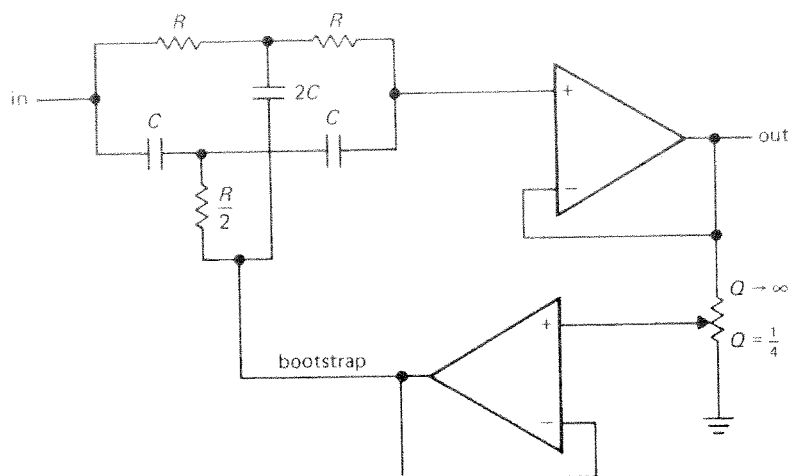 R
R
in
2C
C
C
+
out
R
2
−
Q → ∞
+
Q = 1/4
bootstrap
−